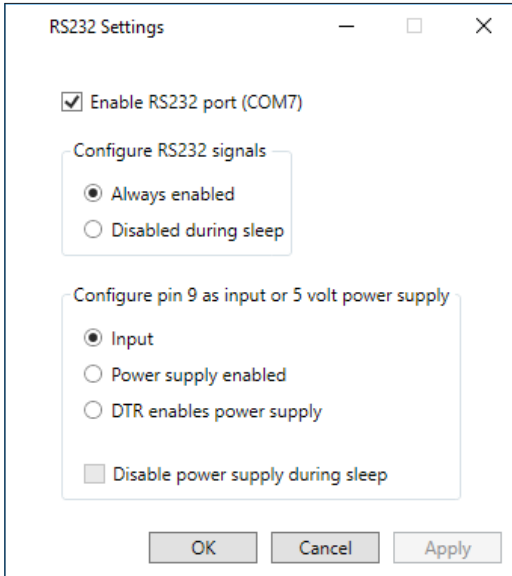 RS232 Settings
Enable RS232 port (COM7)
Configure RS232 signals
Always enabled
Disabled during sleep
Configure pin 9 as input or 5 volt power supply
Input
Power supply enabled
DTR enables power supply
Disable power supply during sleep
OK Cancel Apply